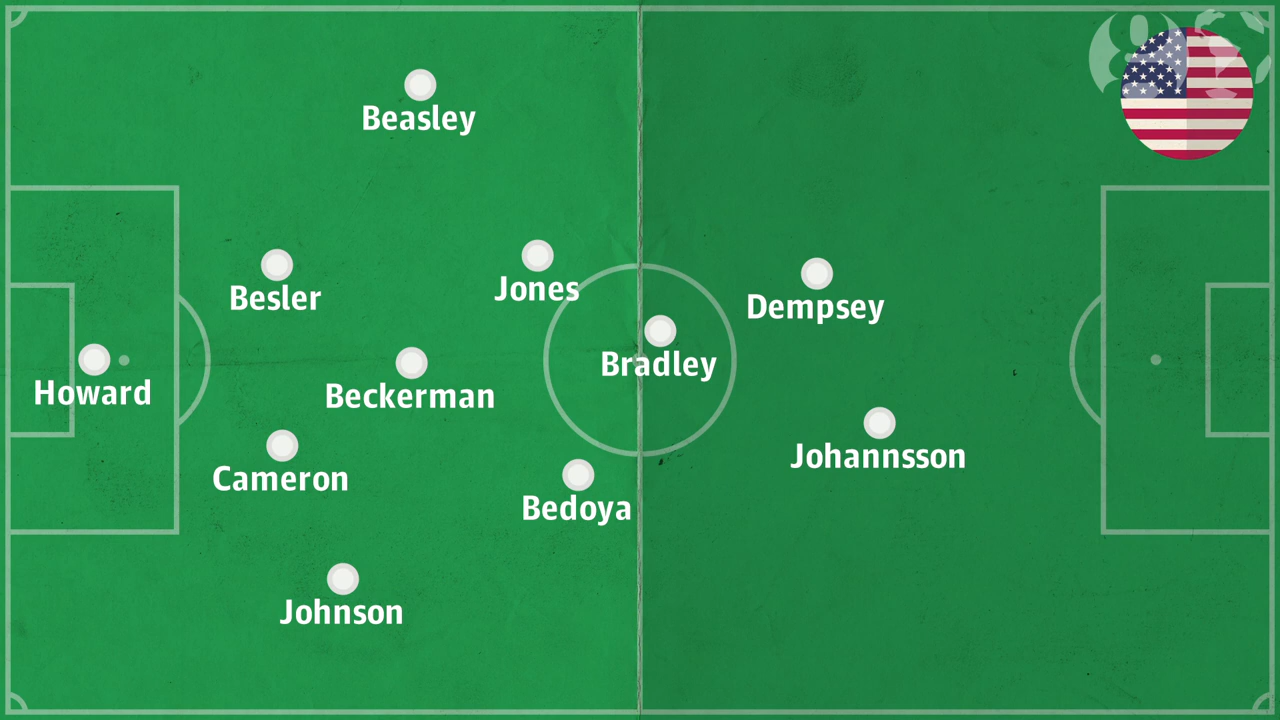 Beasley
Besler
Jones
Dempsey
Howard
Beckerman
Bradley
Cameron
Bedoya
Johannsson
Johnson